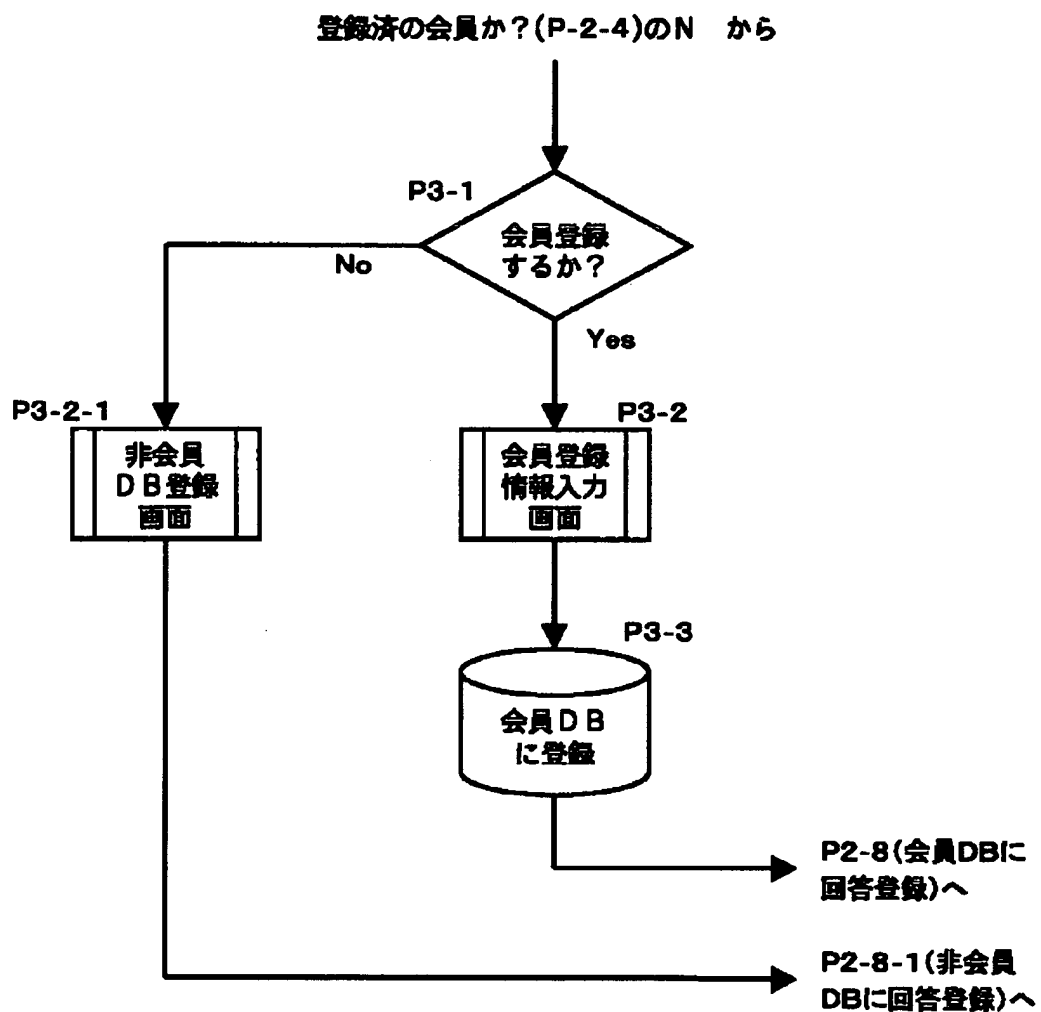 登録済の会員か？(P-2-4)のN　から
P3-1
会員登録
するか？
No
Yes
P3-2-1
非会員
ＤＢ登録
画面
P3-2
会員登録
情報入力
画面
P3-3
会員ＤＢ
に登録
P2-8(会員DBに
回答登録)へ
P2-8-1(非会員
DBに回答登録)へ